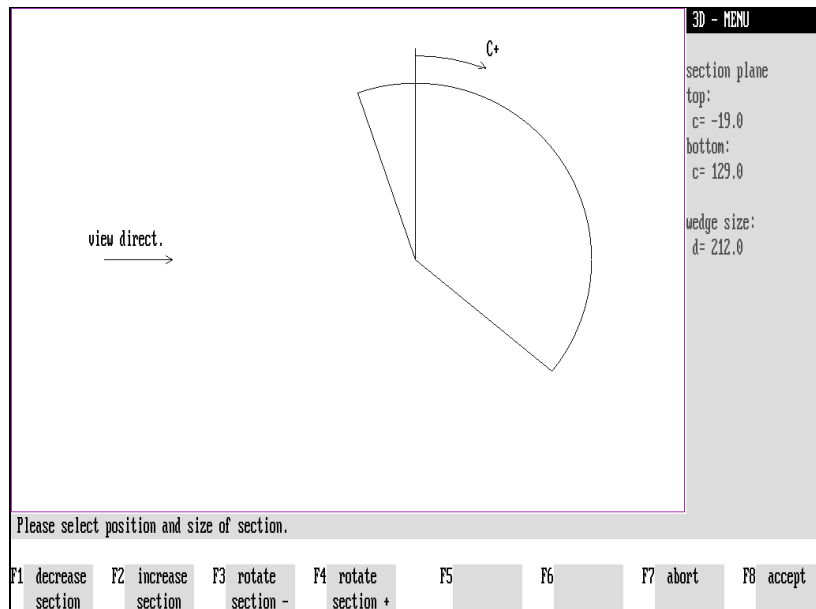 3D - MENU
C+
section plane
top:
c= -19.0
bottom:
c= 129.0
wedge size:
d= 212.0
view direct.
Please select position and size of section.
F1 decrease section
F2 increase section
F3 rotate section -
F4 rotate section +
F5
F6
F7 abort
F8 accept